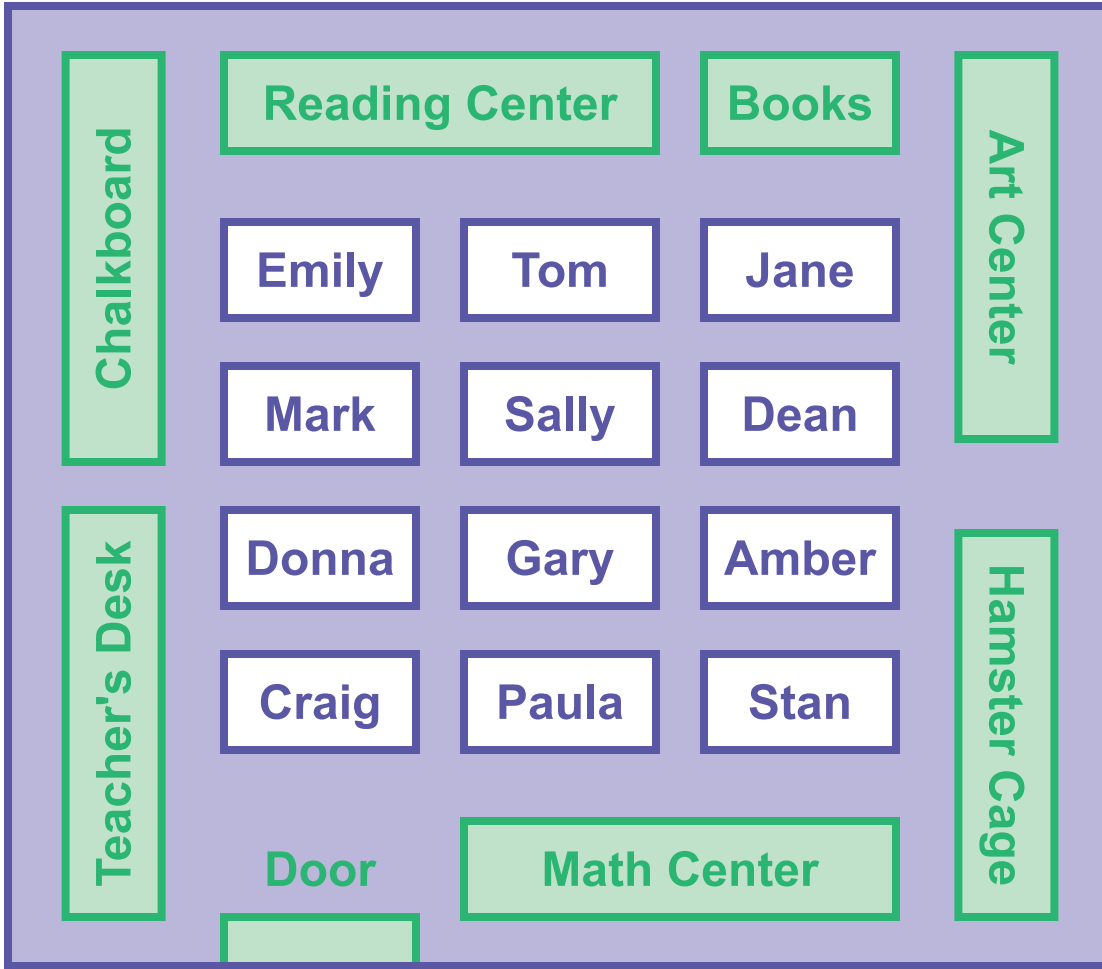 Reading Center
Books
Chalkboard
Art Center
Emily
Tom
Jane
Mark
Sally
Dean
Teacher's Desk
Donna
Gary
Amber
Hamster Cage
Craig
Paula
Stan
Door
Math Center